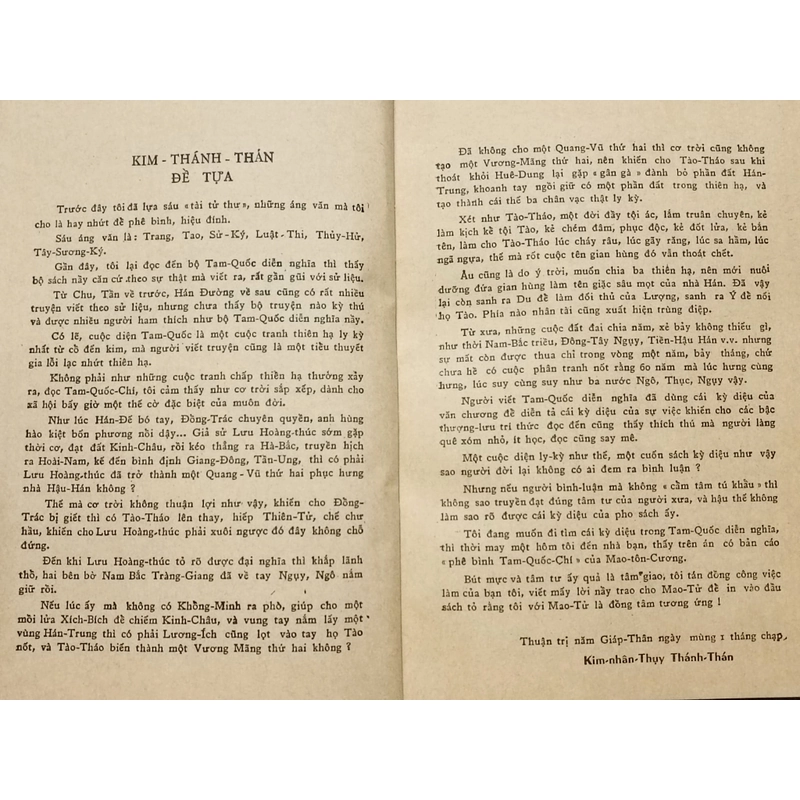 KIM - THÁNH - THÁN
ĐỀ TỰA
Trước đây tôi đã lựa sáu «tài tử thư», những áng văn mà tôi
cho là hay nhứt để phê bình, hiệu đính.
Sáu áng văn là : Trang, Tao, Sử-Ký, Luật-Thi, Thủy-Hử,
Tây-Sương-Ký.
Gần đây, tôi lại đọc đến bộ Tam-Quốc diễn nghĩa thì thấy
bộ sách này căn cứ theo sự thật mà viết ra, rất gần gũi với sử liệu.
Từ Chu, Tần về trước, Hán Đường về sau cũng có rất nhiều
truyện viết theo sử liệu, nhưng chưa thấy bộ truyện nào kỳ thú
và được nhiều người ham thích như bộ Tam-Quốc diễn nghĩa này.
Có lẽ, cuộc diện Tam-Quốc là một cuộc tranh thiên hạ ly kỳ
nhất từ cổ đến kim, mà người viết truyện cũng là một tiểu thuyết
gia lỗi lạc nhứt thiên hạ.
Không phải như những cuộc tranh chấp thiên hạ thường xảy
ra, đọc Tam-Quốc-Chí, tôi cảm thấy như cơ trời sắp xếp, dành cho
xã hội bấy giờ một thế cờ đặc biệt của muôn đời.
Như lúc Hán-Đế bó tay, Đồng-Trác chuyên quyền, anh hùng
hào kiệt bốn phương nổi dậy... Giả sử Lưu Hoàng-thúc sớm gặp
thời cơ, đạt đất Kinh-Châu, rồi kéo thẳng ra Hà-Bắc, truyền hịch
ra Hoài-Nam, kế đến bình định Giang-Đông, Tần-Ung, thì có phải
Lưu Hoàng-thúc đã trở thành một Quang-Vũ thứ hai phục hưng
nhà Hậu-Hán không ?
Thế mà cơ trời không thuận lợi như vậy, khiến cho Đồng-
Trác bị giết thì có Tào-Tháo lên thay, hiếp Thiên-Tử, chế chư
hầu, khiến cho Lưu Hoàng-thúc phải xuôi ngược đó đây không chỗ
đứng.
Đến khi Lưu Hoàng-thúc tỏ rõ được đại nghĩa thì khắp lãnh
thổ, hai bên bờ Nam Bắc Tràng-Giang đã về tay Ngụy, Ngô nắm
giữ rồi.
Nếu lúc ấy mà không có Khổng-Minh ra phò, giúp cho một
mồi lửa Xích-Bích để chiếm Kinh-Châu, và vung tay nắm lấy một
vùng Hán-Trung thì có phải Lương-Ích cũng lọt vào tay họ Tào
nốt, và Tào-Tháo biến thành một Vương Mãng thứ hai không ?
Đã không cho một Quang-Vũ thứ hai thì cơ trời cũng không
tạo một Vương-Mãng thứ hai, nên khiến cho Tào-Tháo sau khi
thoát khỏi Huê-Dung lại gặp «gân gà» đành bỏ phần đất Hán-
Trung, khoanh tay ngồi giữ có một phần đất trong thiên hạ, và
tạo thành cái thế ba chân vạc thật ly kỳ.
Xét như Tào-Tháo, một đời đầy tội ác, lắm truân chuyên, kẻ
làm kịch kể tội Tào, kẻ chém đâm, phục độc, kẻ đốt lửa, kẻ bắn
tên, làm cho Tào-Tháo lúc cháy râu, lúc gãy răng, lúc sa hầm, lúc
ngã ngựa, thế mà rốt cuộc tên gian hùng đó vẫn thoát chết.
Âu cũng là do ý trời, muốn chia ba thiên hạ, nên mới nuôi
dưỡng đứa gian hùng làm tên giặc sâu mọt của nhà Hán. Đã vậy
lại còn sanh ra Du để làm đối thủ của Lượng, sanh ra Ý để nối
họ Tào. Phía nào nhân tài cũng xuất hiện trùng điệp.
Từ xưa, những cuộc đất đai chia năm, xẻ bảy không thiếu gì,
như thời Nam-Bắc triều, Đông-Tây Ngụy, Tiền-Hậu Hán v.v. nhưng
sự mất còn được thua chỉ trong vòng một năm, bảy tháng, chứ
chưa hề có cuộc phân tranh nốt rằng 60 năm mà lúc hưng cùng
hưng, lúc suy cùng suy như ba nước Ngô, Thục, Ngụy vậy.
Người viết Tam-Quốc diễn nghĩa đã dùng cái kỳ diệu của
văn chương để diễn tả cái kỳ diệu của sự việc khiến cho các bậc
thượng-lưu trí thức đọc đến cũng thấy thích thú mà người làng
quê xóm nhỏ, ít học, đọc cũng say mê.
Một cuộc diện ly-kỳ như thế, một cuốn sách kỳ diệu như vậy
sao người đời lại không có ai đem ra bình luận ?
Nhưng nếu người bình-luận mà không «cẩm tâm tú khẩu» thì
không sao truyền đạt đúng tâm tư của người xưa, và hậu thế không
làm sao rõ được cái kỳ diệu của pho sách ấy.
Tôi đang muốn đi tìm cái kỳ diệu trong Tam-Quốc diễn nghĩa,
thì thời may một hôm tôi đến nhà bạn, thấy trên án có bản cáo
«phê bình Tam-Quốc-Chí» của Mao-tôn-Cương.
Bút mực và tâm tư ấy quả là tâm giao, tôi tán đồng công việc
làm của bạn tôi, viết mấy lời này trao cho Mao-Tử để in vào đầu
sách tỏ rằng tôi với Mao-Tử là đồng tâm tương ứng !
Thuận trị năm Giáp-Thân ngày mùng 1 tháng chạp.
Kim-nhân-Thụy Thánh-Thán